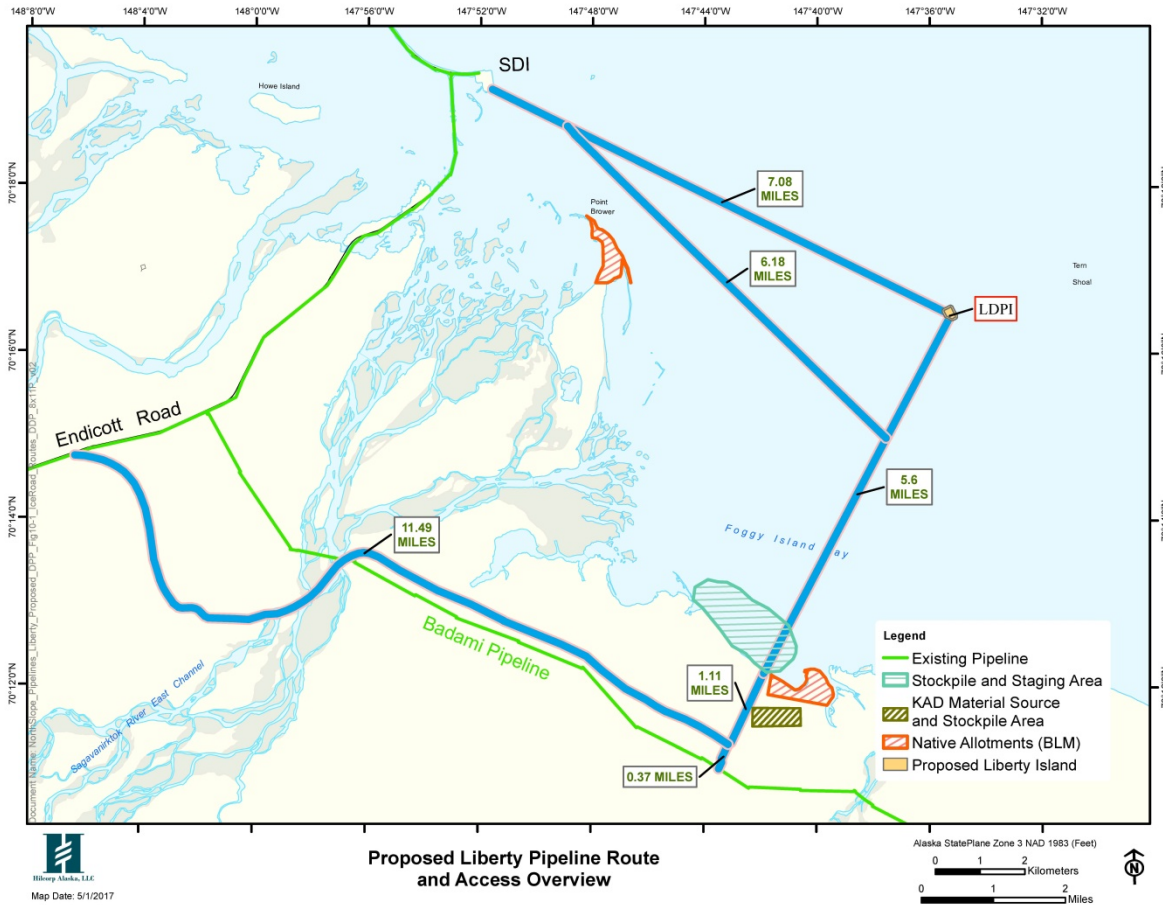 148°8'0"W
148°4'0"W
148°0'0"W
147°56'0"W
147°52'0"W
147°48'0"W
147°44'0"W
147°40'0"W
147°36'0"W
147°32'0"W
SDI
Howe Island
70°18'0"N
7.08
MILES
Point
Brower
6.18
MILES
Tern
Shoal
LDPI
70°16'0"N
Endicott Road
5.6
MILES
70°14'0"N
11.49
MILES
Foggy Island Bay
Badami Pipeline
70°12'0"N
1.11
MILES
Sagavanirktok River East Channel
0.37 MILES
Legend
Existing Pipeline
Stockpile and Staging Area
KAD Material Source
and Stockpile Area
Native Allotments (BLM)
Proposed Liberty Island
Hilcorp Alaska, LLC
Map Date: 5/1/2017
Proposed Liberty Pipeline Route
and Access Overview
Alaska StatePlane Zone 3 NAD 1983 (Feet)
0 1 2
Kilometers
0 1 2
Miles
N